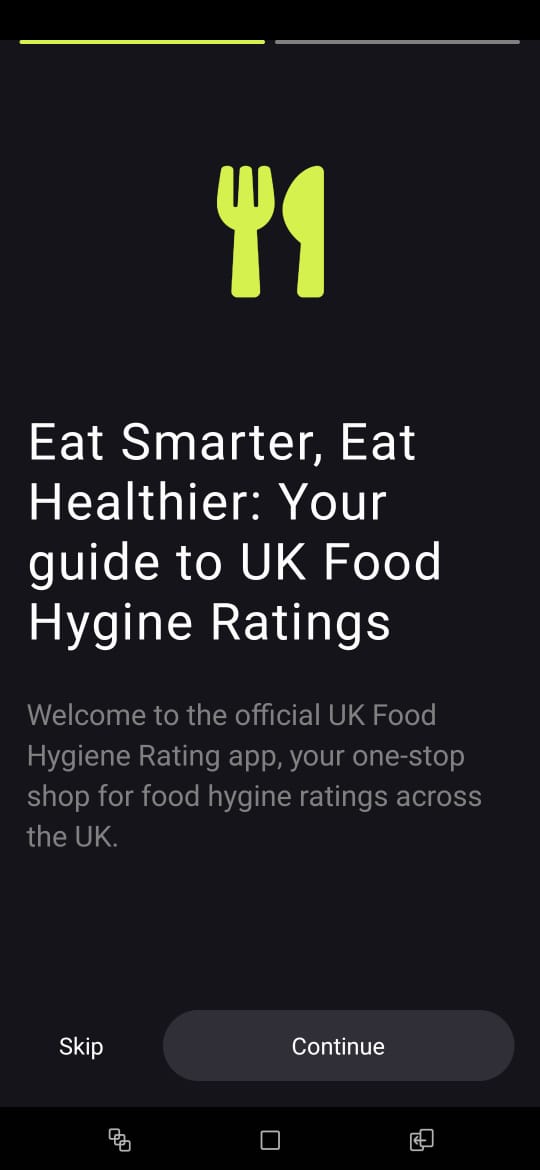 Eat Smarter, Eat
Healthier: Your
guide to UK Food
Hygine Ratings
Welcome to the official UK Food
Hygiene Rating app, your one-stop
shop for food hygine ratings across
the UK.
Skip
Continue